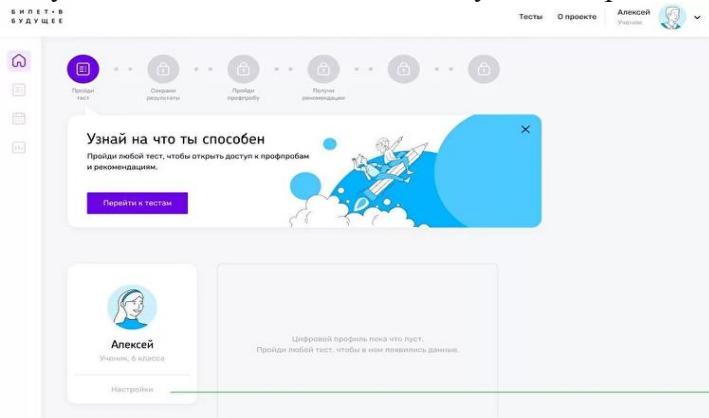 БИЛЕТ·В
БУДУЩЕЕ
Тесты О проекте Алексей
Ученик
Пройди
тест
Сохрани
результаты
Пройди
профпробу
Получи
рекомендации
Узнай на что ты способен
Пройди любой тест, чтобы открыть доступ к профпробам
и рекомендациям.
Перейти к тестам
Алексей
Ученик, 6 класса
Настройки
Цифровой профиль пока что пуст.
Пройди любой тест, чтобы в нем появились данные.